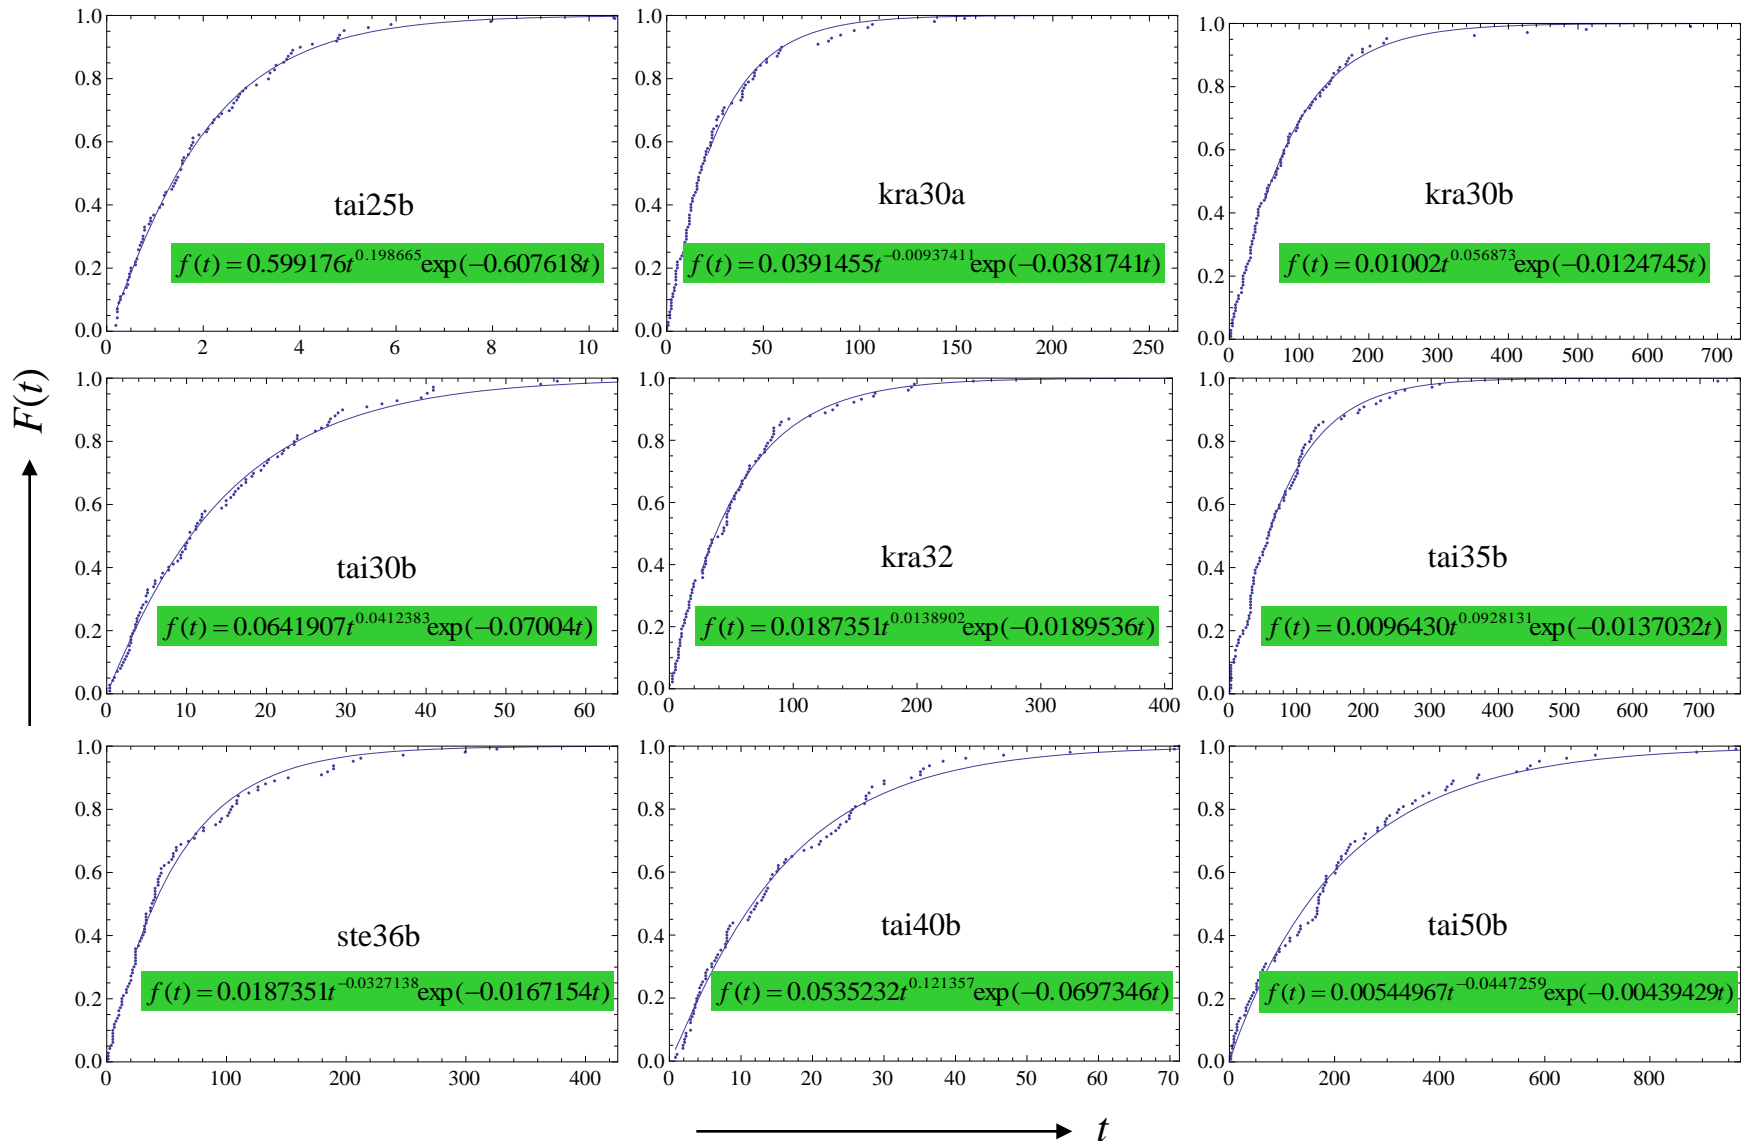 F(t)
1.0
0.8
0.6
0.4
0.2
0.0
tai25b
f(t) = 0.599176t^0.198665 exp(−0.607618t)
2 4 6 8 10
1.0
0.8
0.6
0.4
0.2
0.0
kra30a
f(t) = 0.0391455t^−0.00937411 exp(−0.0381741t)
0 50 100 150 200 250
1.0
0.8
0.6
0.4
0.2
0.0
kra30b
f(t) = 0.01002t^0.056873 exp(−0.0124745t)
0 100 200 300 400 500 600 700
1.0
0.8
0.6
0.4
0.2
0.0
tai30b
f(t) = 0.0641907t^0.0412383 exp(−0.07004t)
0 10 20 30 40 50 60
1.0
0.8
0.6
0.4
0.2
0.0
kra32
f(t) = 0.0187351t^0.0138902 exp(−0.0189536t)
100 200 300 400
1.0
0.8
0.6
0.4
0.2
0.0
tai35b
f(t) = 0.0096430t^0.0928131 exp(−0.0137032t)
0 100 200 300 400 500 600 700
1.0
0.8
0.6
0.4
0.2
0.0
ste36b
f(t) = 0.0187351t^−0.0327138 exp(−0.0167154t)
0 100 200 300 400
1.0
0.8
0.6
0.4
0.2
0.0
tai40b
f(t) = 0.0535232t^0.121357 exp(−0.0697346t)
0 10 20 30 40 50 60 70
1.0
0.8
0.6
0.4
0.2
0.0
tai50b
f(t) = 0.00544967t^−0.0447259 exp(−0.00439429t)
0 200 400 600 800
t